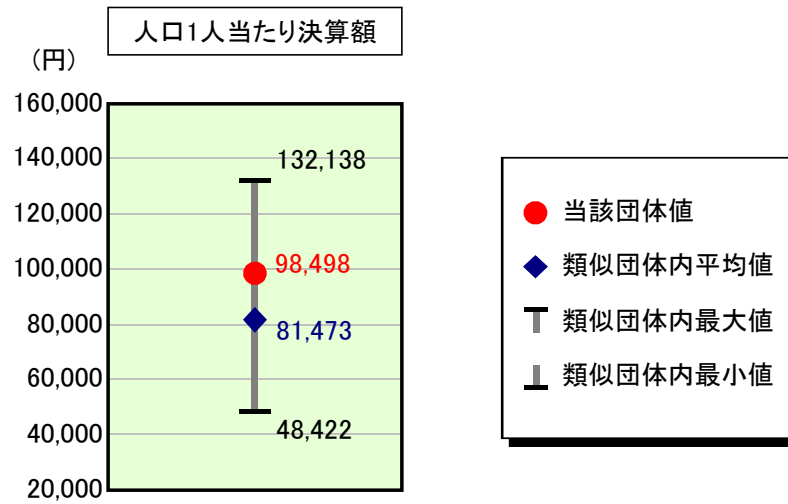 人口1人当たり決算額
(円)
160,000
140,000
120,000
100,000
80,000
60,000
40,000
20,000
132,138
98,498
81,473
48,422
当該団体値
類似団体内平均値
類似団体内最大値
類似団体内最小値